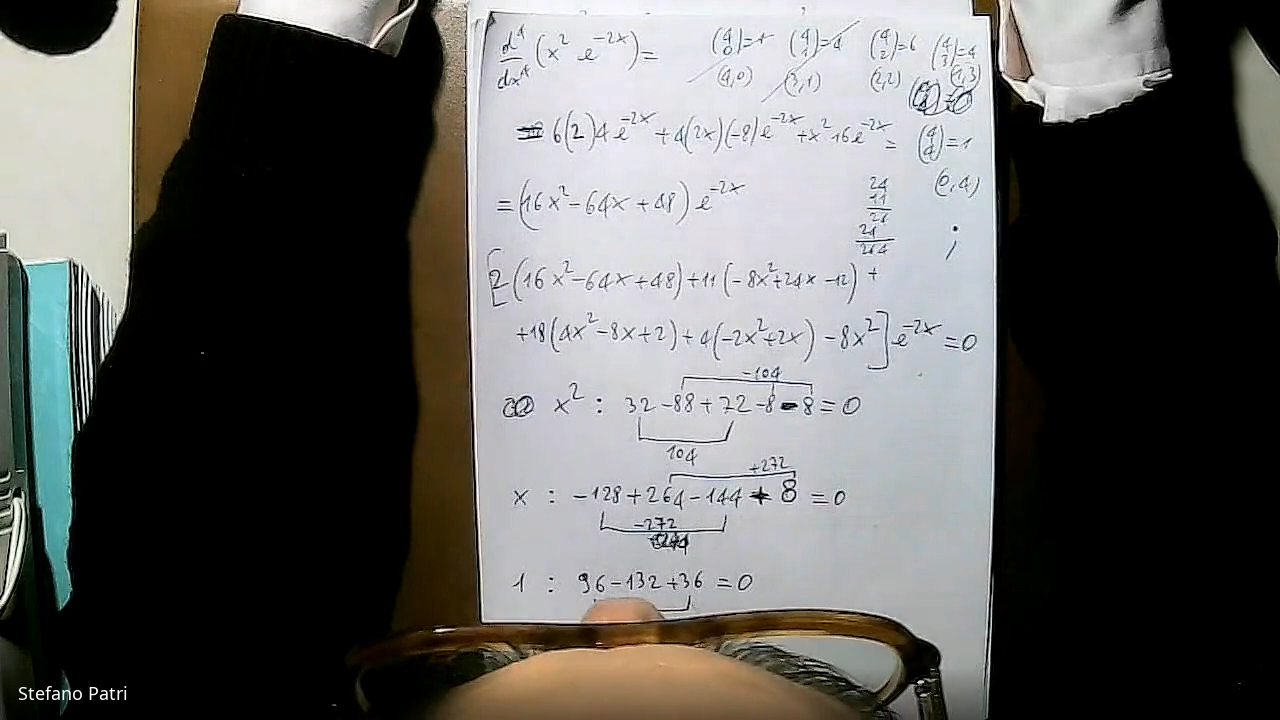 d⁴/dx⁴ (x² e^(-2x)) = (4 0)=1 (4 1)=4 (4 2)=6 (4 3)=4
(4,0) (3,1) (2,2) (1,3)
6(2)4e^(-2x) + 4(2x)(-8)e^(-2x) + x² 16e^(-2x) = (4 4)=1
(0,4)
= (16x² - 64x + 48) e^(-2x)
24
11
24
24
264
;
[2(16x² - 64x + 48) + 11(-8x² + 24x - 12) +
+ 18(4x² - 8x + 2) + 4(-2x² + 2x) - 8x²] e^(-2x) = 0
-104
x² : 32 - 88 + 72 - 8 - 8 = 0
104
+272
x : -128 + 264 - 144 + 8 = 0
-272
1 : 96 - 132 + 36 = 0
Stefano Patri